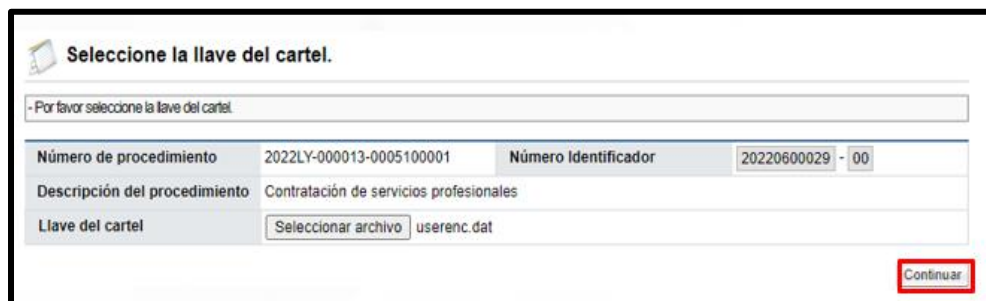 Seleccione la llave del cartel.
- Por favor seleccione la llave del cartel.
Número de procedimiento 2022LY-000013-0005100001 Número Identificador 20220600029 - 00
Descripción del procedimiento Contratación de servicios profesionales
Llave del cartel Seleccionar archivo userenc.dat
Continuar